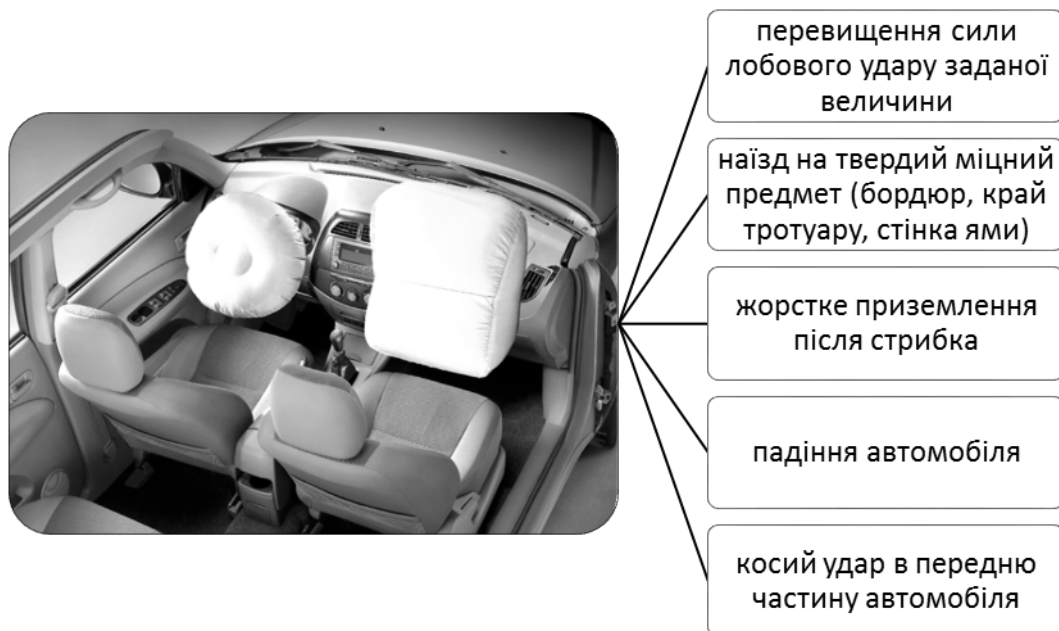 перевищення сили
лобового удару заданої
величини
наїзд на твердий міцний
предмет (бордюр, край
тротуару, стінка ями)
жорстке приземлення
після стрибка
падіння автомобіля
косий удар в передню
частину автомобіля